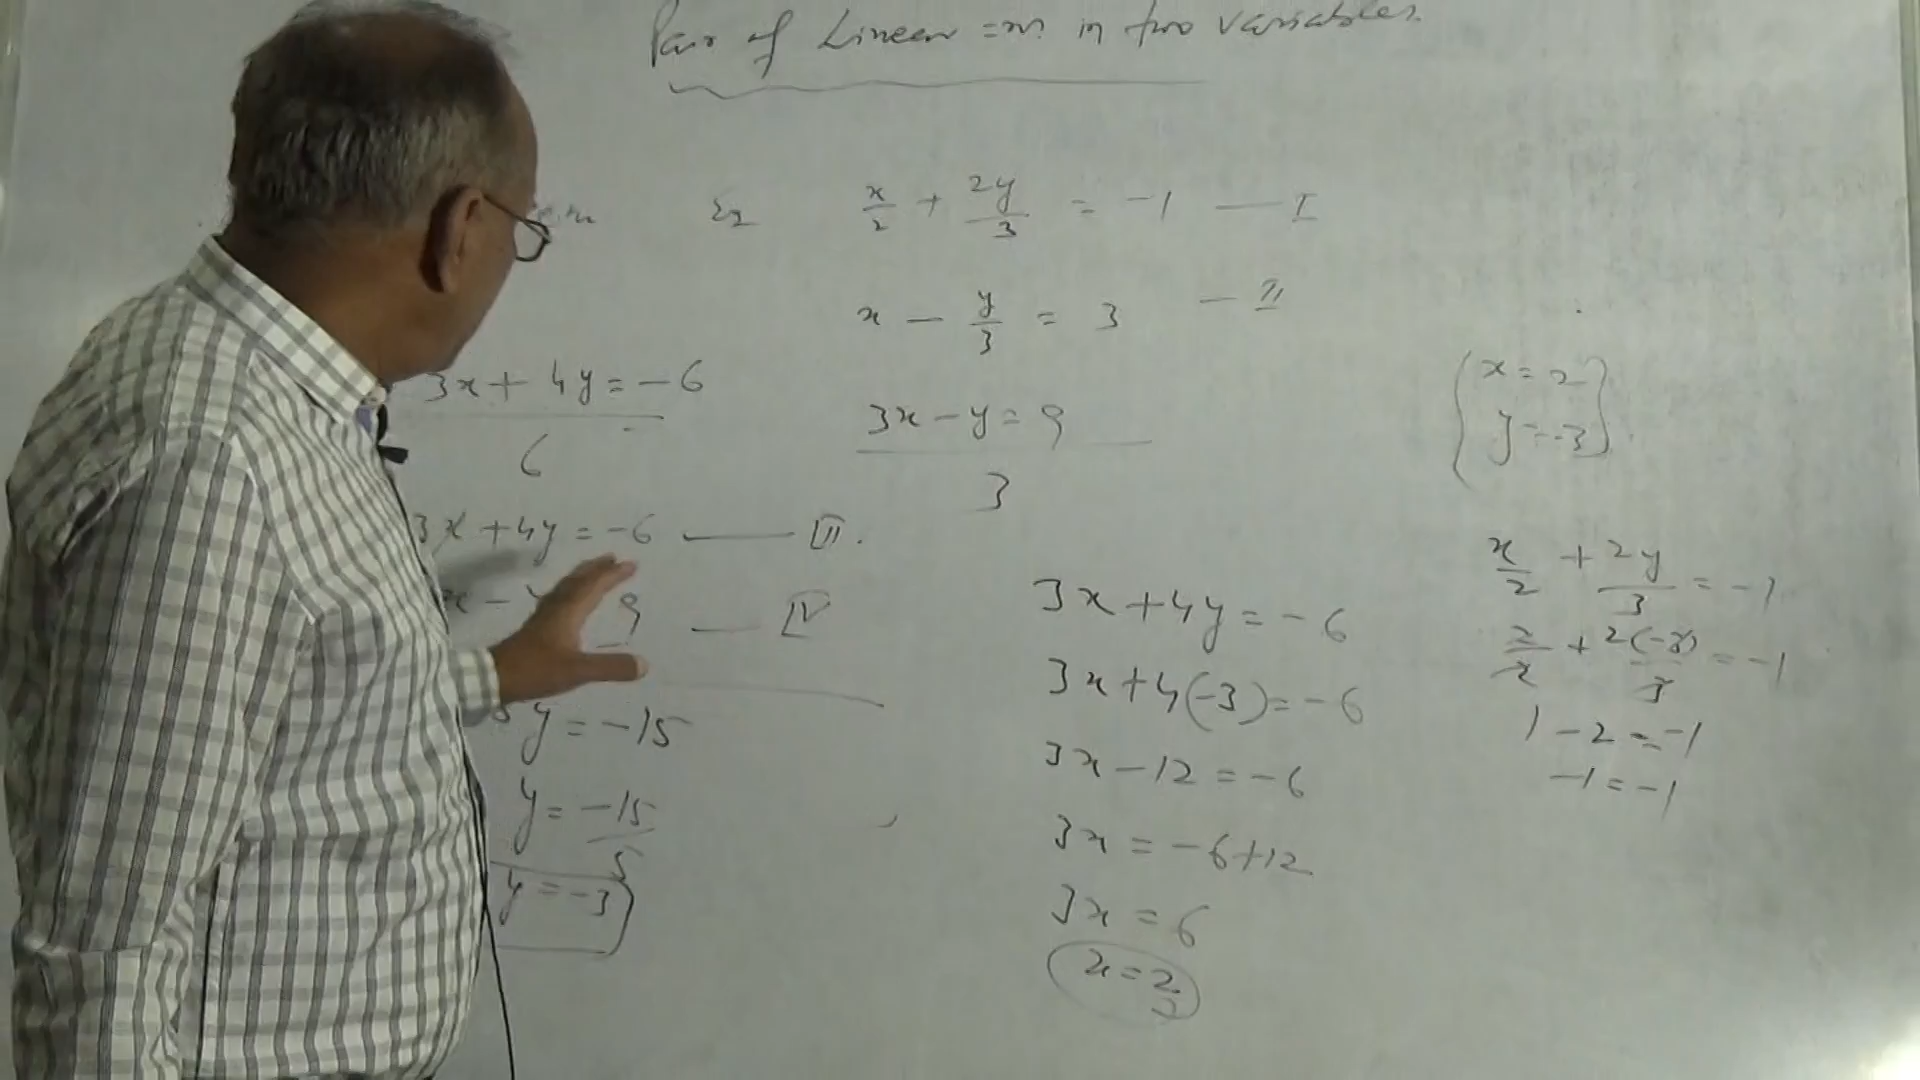 Pair of Linear =n. in two variables.
Ex x/2 + 2y/3 = -1 — I
x - y/3 = 3 — II
3x + 4y = -6
6
3x - y = 9
3
3x + 4y = -6 — III.
x - 9 — IV
5y = -15
y = -15/5
y = -3
3x + 4y = -6
3x + 4(-3) = -6
3x - 12 = -6
3x = -6+12
3x = 6
x = 2
x = 2
y = -3
x/2 + 2y/3 = -1
2/2 + 2(-3)/3 = -1
1 - 2 = -1
-1 = -1